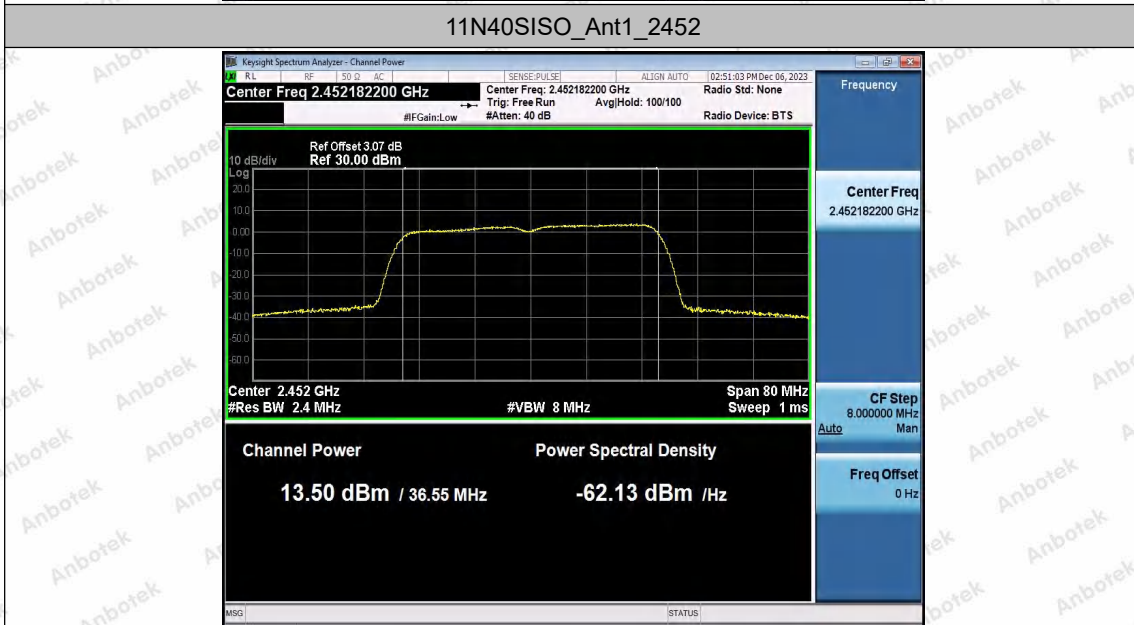 11N40SISO_Ant1_2452
Keysight Spectrum Analyzer - Channel Power
LXI RL RF 50 Ω AC SENSE:PULSE ALIGN AUTO 02:51:03 PM Dec 06, 2023
Center Freq 2.452182200 GHz
Center Freq: 2.452182200 GHz Radio Std: None
Trig: Free Run Avg|Hold: 100/100
#IFGain:Low #Atten: 40 dB Radio Device: BTS
Ref Offset 3.07 dB
10 dB/div Ref 30.00 dBm
Log
20.0
10.0
0.00
-10.0
-20.0
-30.0
-40.0
-50.0
-60.0
Center 2.452 GHz Span 80 MHz
#Res BW 2.4 MHz #VBW 8 MHz Sweep 1 ms
Channel Power Power Spectral Density
13.50 dBm / 36.55 MHz -62.13 dBm /Hz
MSG STATUS
Frequency
Center Freq
2.452182200 GHz
CF Step
8.000000 MHz
Auto Man
Freq Offset
0 Hz
Anbotek